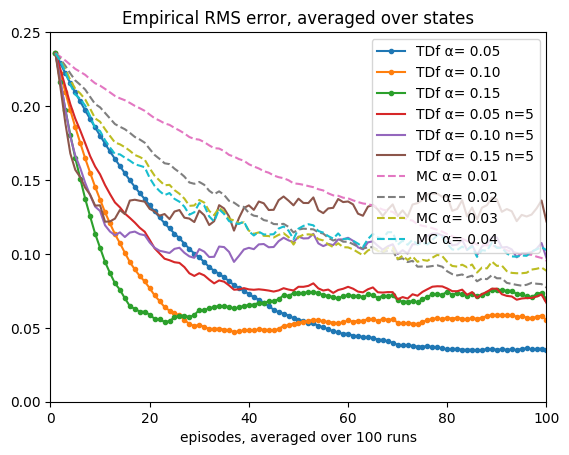 Empirical RMS error, averaged over states
0.25
0.20
0.15
0.10
0.05
0.00
TDf α= 0.05
TDf α= 0.10
TDf α= 0.15
TDf α= 0.05 n=5
TDf α= 0.10 n=5
TDf α= 0.15 n=5
MC α= 0.01
MC α= 0.02
MC α= 0.03
MC α= 0.04
0 20 40 60 80 100
episodes, averaged over 100 runs